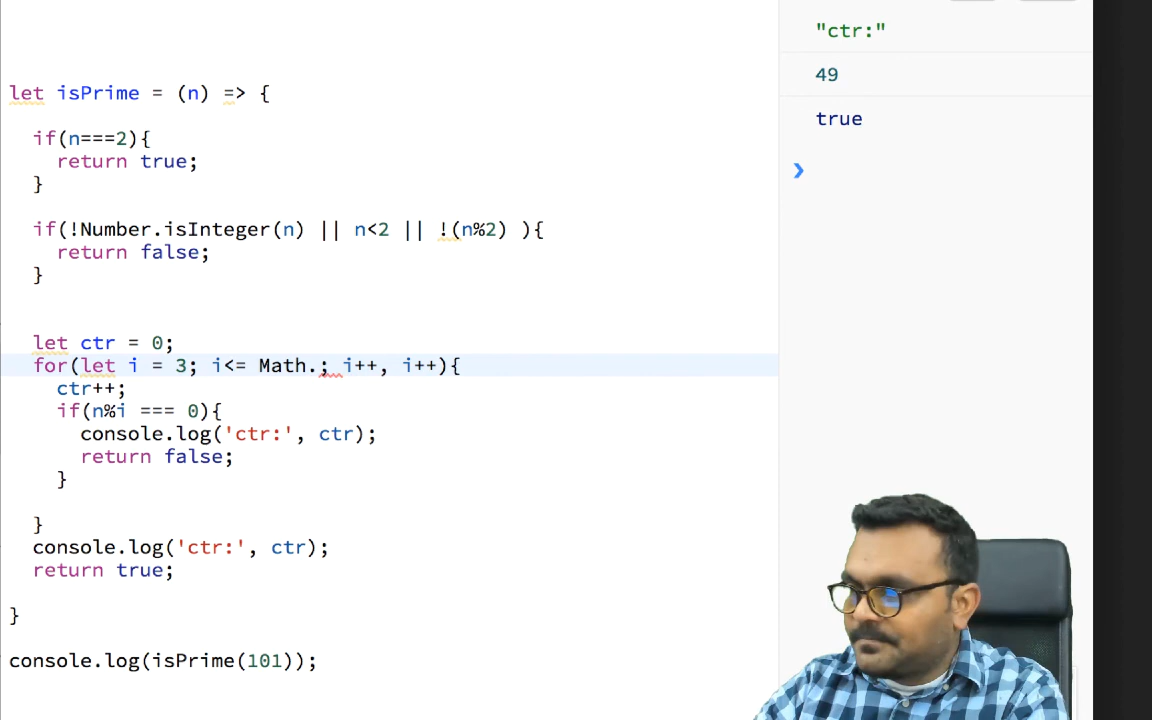 let isPrime = (n) => {
if(n===2){
return true;
}
if(!Number.isInteger(n) || n<2 || !(n%2) ){
return false;
}
let ctr = 0;
for(let i = 3; i<= Math.; i++, i++){
ctr++;
if(n%i === 0){
console.log('ctr:', ctr);
return false;
}
}
console.log('ctr:', ctr);
return true;
}
console.log(isPrime(101));
"ctr:"
49
true
❯